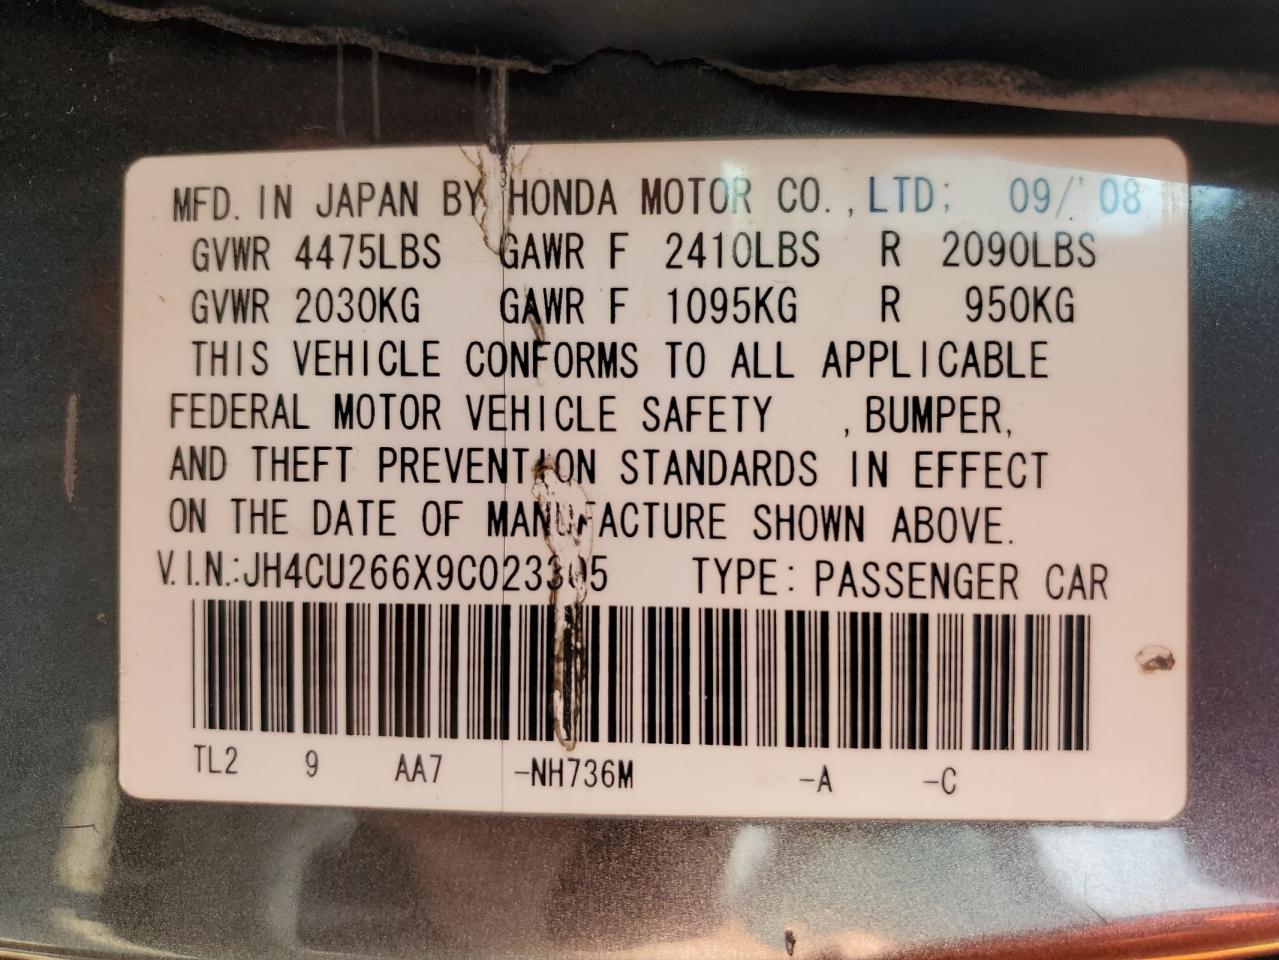 MFD. IN JAPAN BY HONDA MOTOR CO.,LTD; 09/'08
GVWR 4475LBS GAWR F 2410LBS R 2090LBS
GVWR 2030KG GAWR F 1095KG R 950KG
THIS VEHICLE CONFORMS TO ALL APPLICABLE
FEDERAL MOTOR VEHICLE SAFETY ,BUMPER,
AND THEFT PREVENTION STANDARDS IN EFFECT
ON THE DATE OF MANUFACTURE SHOWN ABOVE.
V.I.N.:JH4CU266X9C023305 TYPE: PASSENGER CAR
TL2 9 AA7 -NH736M -A -C